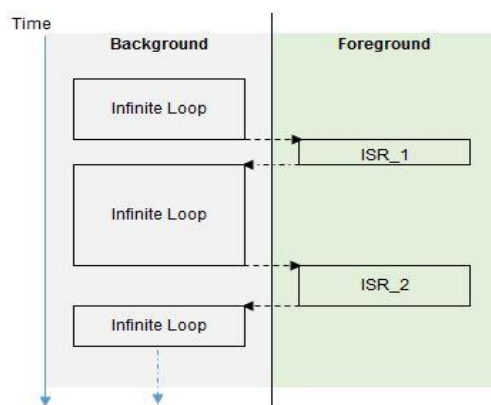 Time
Background
Foreground
Infinite Loop
ISR_1
Infinite Loop
ISR_2
Infinite Loop